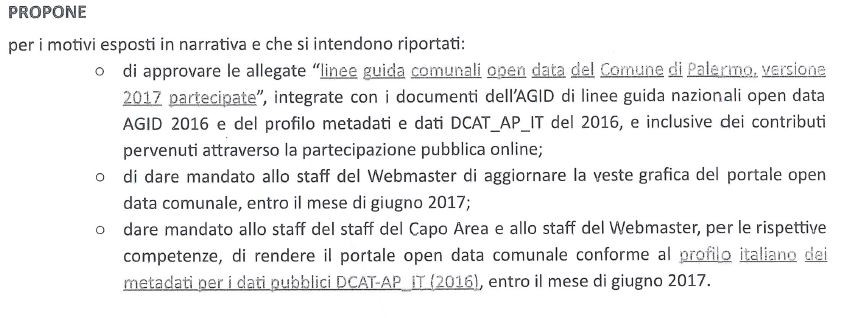 PROPONE
per i motivi esposti in narrativa e che si intendono riportati:
o di approvare le allegate “linee guida comunali open data del Comune di Palermo, versione
2017 partecipate”, integrate con i documenti dell’AGID di linee guida nazionali open data
AGID 2016 e del profilo metadati e dati DCAT_AP_IT del 2016, e inclusive dei contributi
pervenuti attraverso la partecipazione pubblica online;
o di dare mandato allo staff del Webmaster di aggiornare la veste grafica del portale open
data comunale, entro il mese di giugno 2017;
o dare mandato allo staff del staff del Capo Area e allo staff del Webmaster, per le rispettive
competenze, di rendere il portale open data comunale conforme al profilo italiano dei
metadati per i dati pubblici DCAT-AP_IT (2016), entro il mese di giugno 2017.